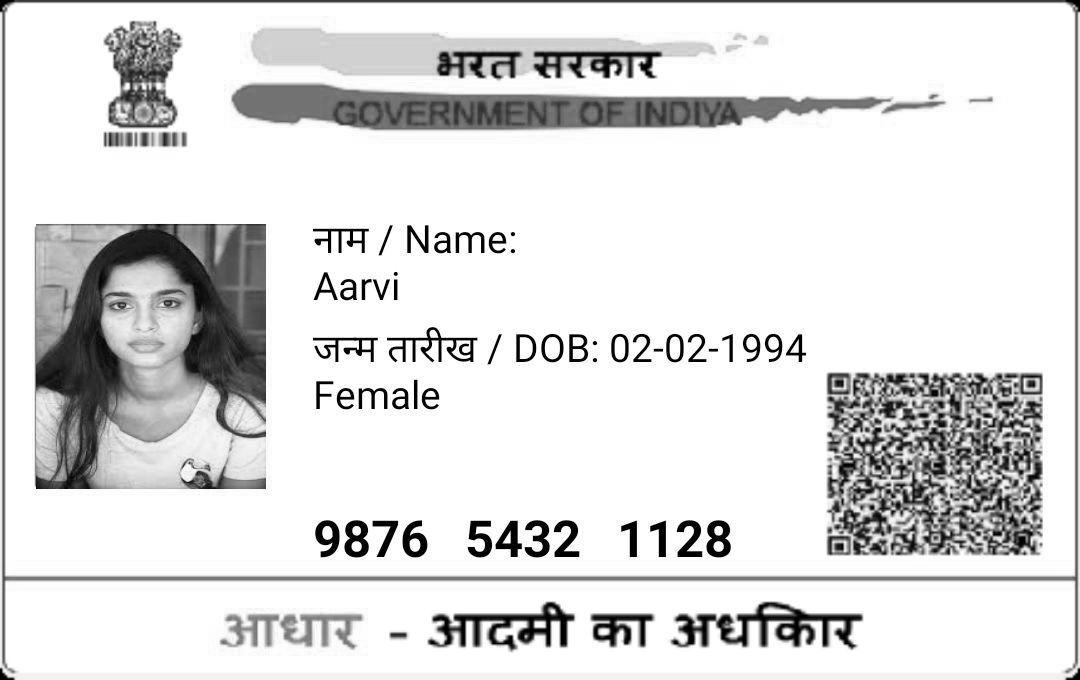 भरत सरकार
GOVERNMENT OF INDIYA
नाम / Name:
Aarvi
जन्म तारीख / DOB: 02-02-1994
Female
9876 5432 1128
आधार - आदमी का अधकिार